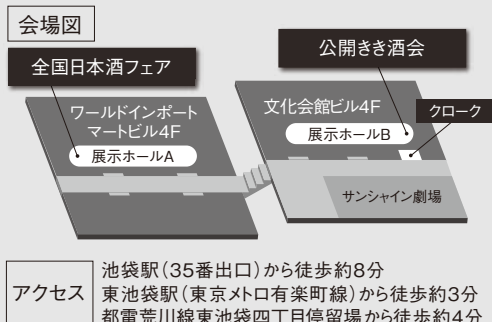 会場図
全国日本酒フェア
公開きき酒会
ワールドインポート
マートビル4F
展示ホールA
文化会館ビル4F
展示ホールB
クローク
サンシャイン劇場
アクセス
池袋駅（35番出口）から徒歩約8分
東池袋駅（東京メトロ有楽町線）から徒歩約3分
都電荒川線東池袋四丁目停留場から徒歩約4分